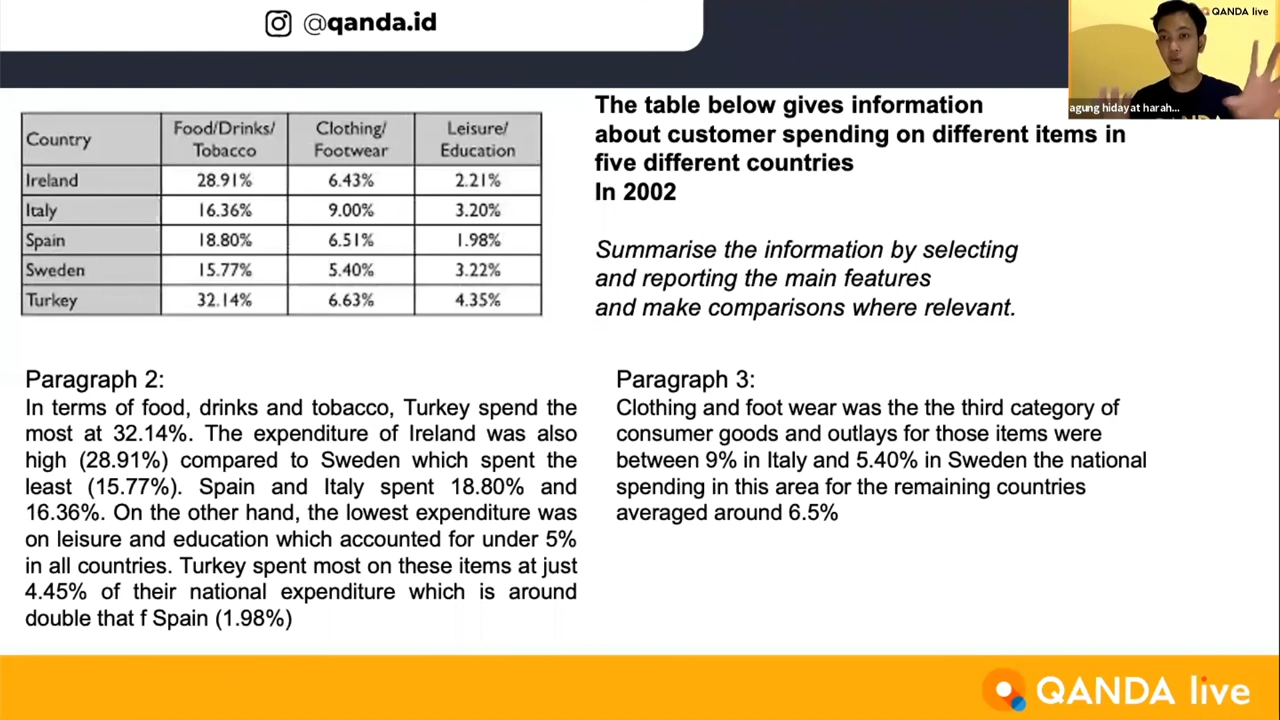 @qanda.id
QANDA live
agung hidayat harah...
Country Food/Drinks/ Tobacco Clothing/ Footwear Leisure/ Education
Ireland 28.91% 6.43% 2.21%
Italy 16.36% 9.00% 3.20%
Spain 18.80% 6.51% 1.98%
Sweden 15.77% 5.40% 3.22%
Turkey 32.14% 6.63% 4.35%
The table below gives information
about customer spending on different items in
five different countries
In 2002
Summarise the information by selecting
and reporting the main features
and make comparisons where relevant.
Paragraph 2:
In terms of food, drinks and tobacco, Turkey spend the
most at 32.14%. The expenditure of Ireland was also
high (28.91%) compared to Sweden which spent the
least (15.77%). Spain and Italy spent 18.80% and
16.36%. On the other hand, the lowest expenditure was
on leisure and education which accounted for under 5%
in all countries. Turkey spent most on these items at just
4.45% of their national expenditure which is around
double that f Spain (1.98%)
Paragraph 3:
Clothing and foot wear was the the third category of
consumer goods and outlays for those items were
between 9% in Italy and 5.40% in Sweden the national
spending in this area for the remaining countries
averaged around 6.5%
QANDA live